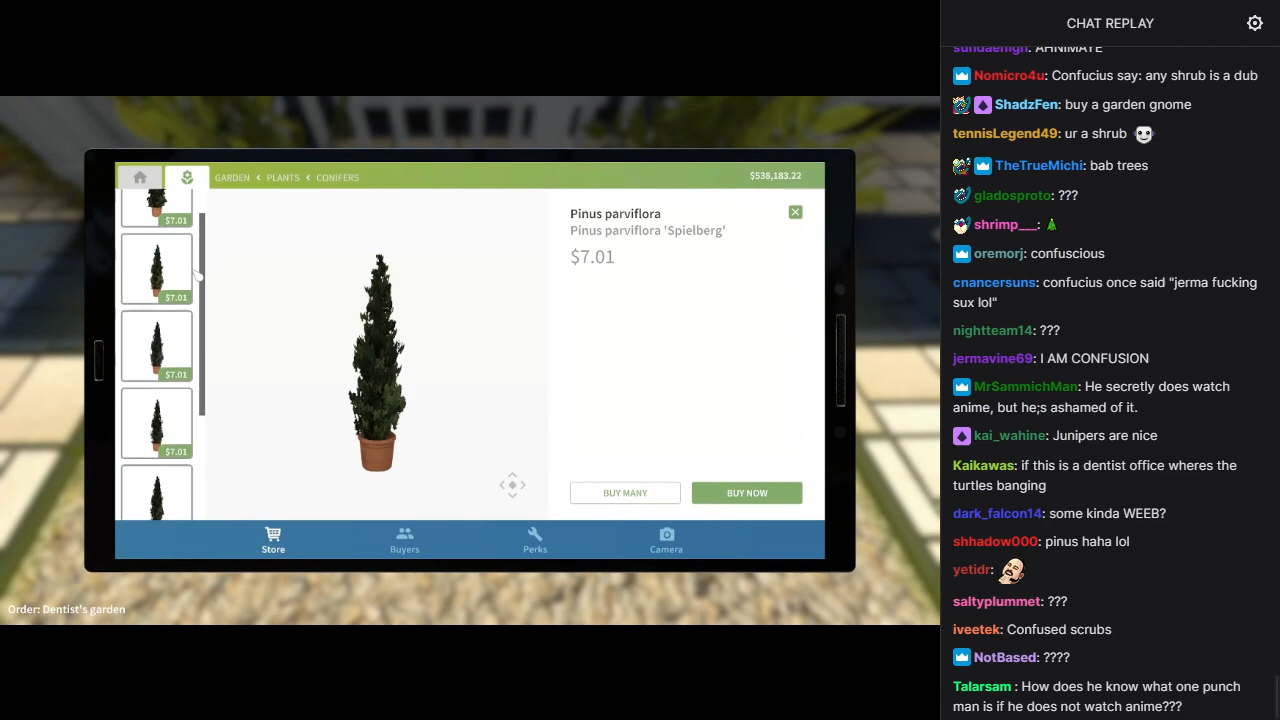 GARDEN < PLANTS < CONIFERS
$538,183.22
$7.01
$7.01
$7.01
$7.01
Pinus parviflora
Pinus parviflora 'Spielberg'
$7.01
BUY MANY
BUY NOW
Store
Buyers
Perks
Camera
Order: Dentist's garden
CHAT REPLAY
sundaenigh: AHNIMAYE
Nomicro4u: Confucius say: any shrub is a dub
ShadzFen: buy a garden gnome
tennisLegend49: ur a shrub
TheTrueMichi: bab trees
gladosproto: ???
shrimp___:
oremorj: confuscious
cnancersuns: confucius once said "jerma fucking
sux lol"
nightteam14: ???
jermavine69: I AM CONFUSION
MrSammichMan: He secretly does watch
anime, but he;s ashamed of it.
kai_wahine: Junipers are nice
Kaikawas: if this is a dentist office wheres the
turtles banging
dark_falcon14: some kinda WEEB?
shhadow000: pinus haha lol
yetidr:
saltyplummet: ???
iveetek: Confused scrubs
NotBased: ????
Talarsam : How does he know what one punch
man is if he does not watch anime???